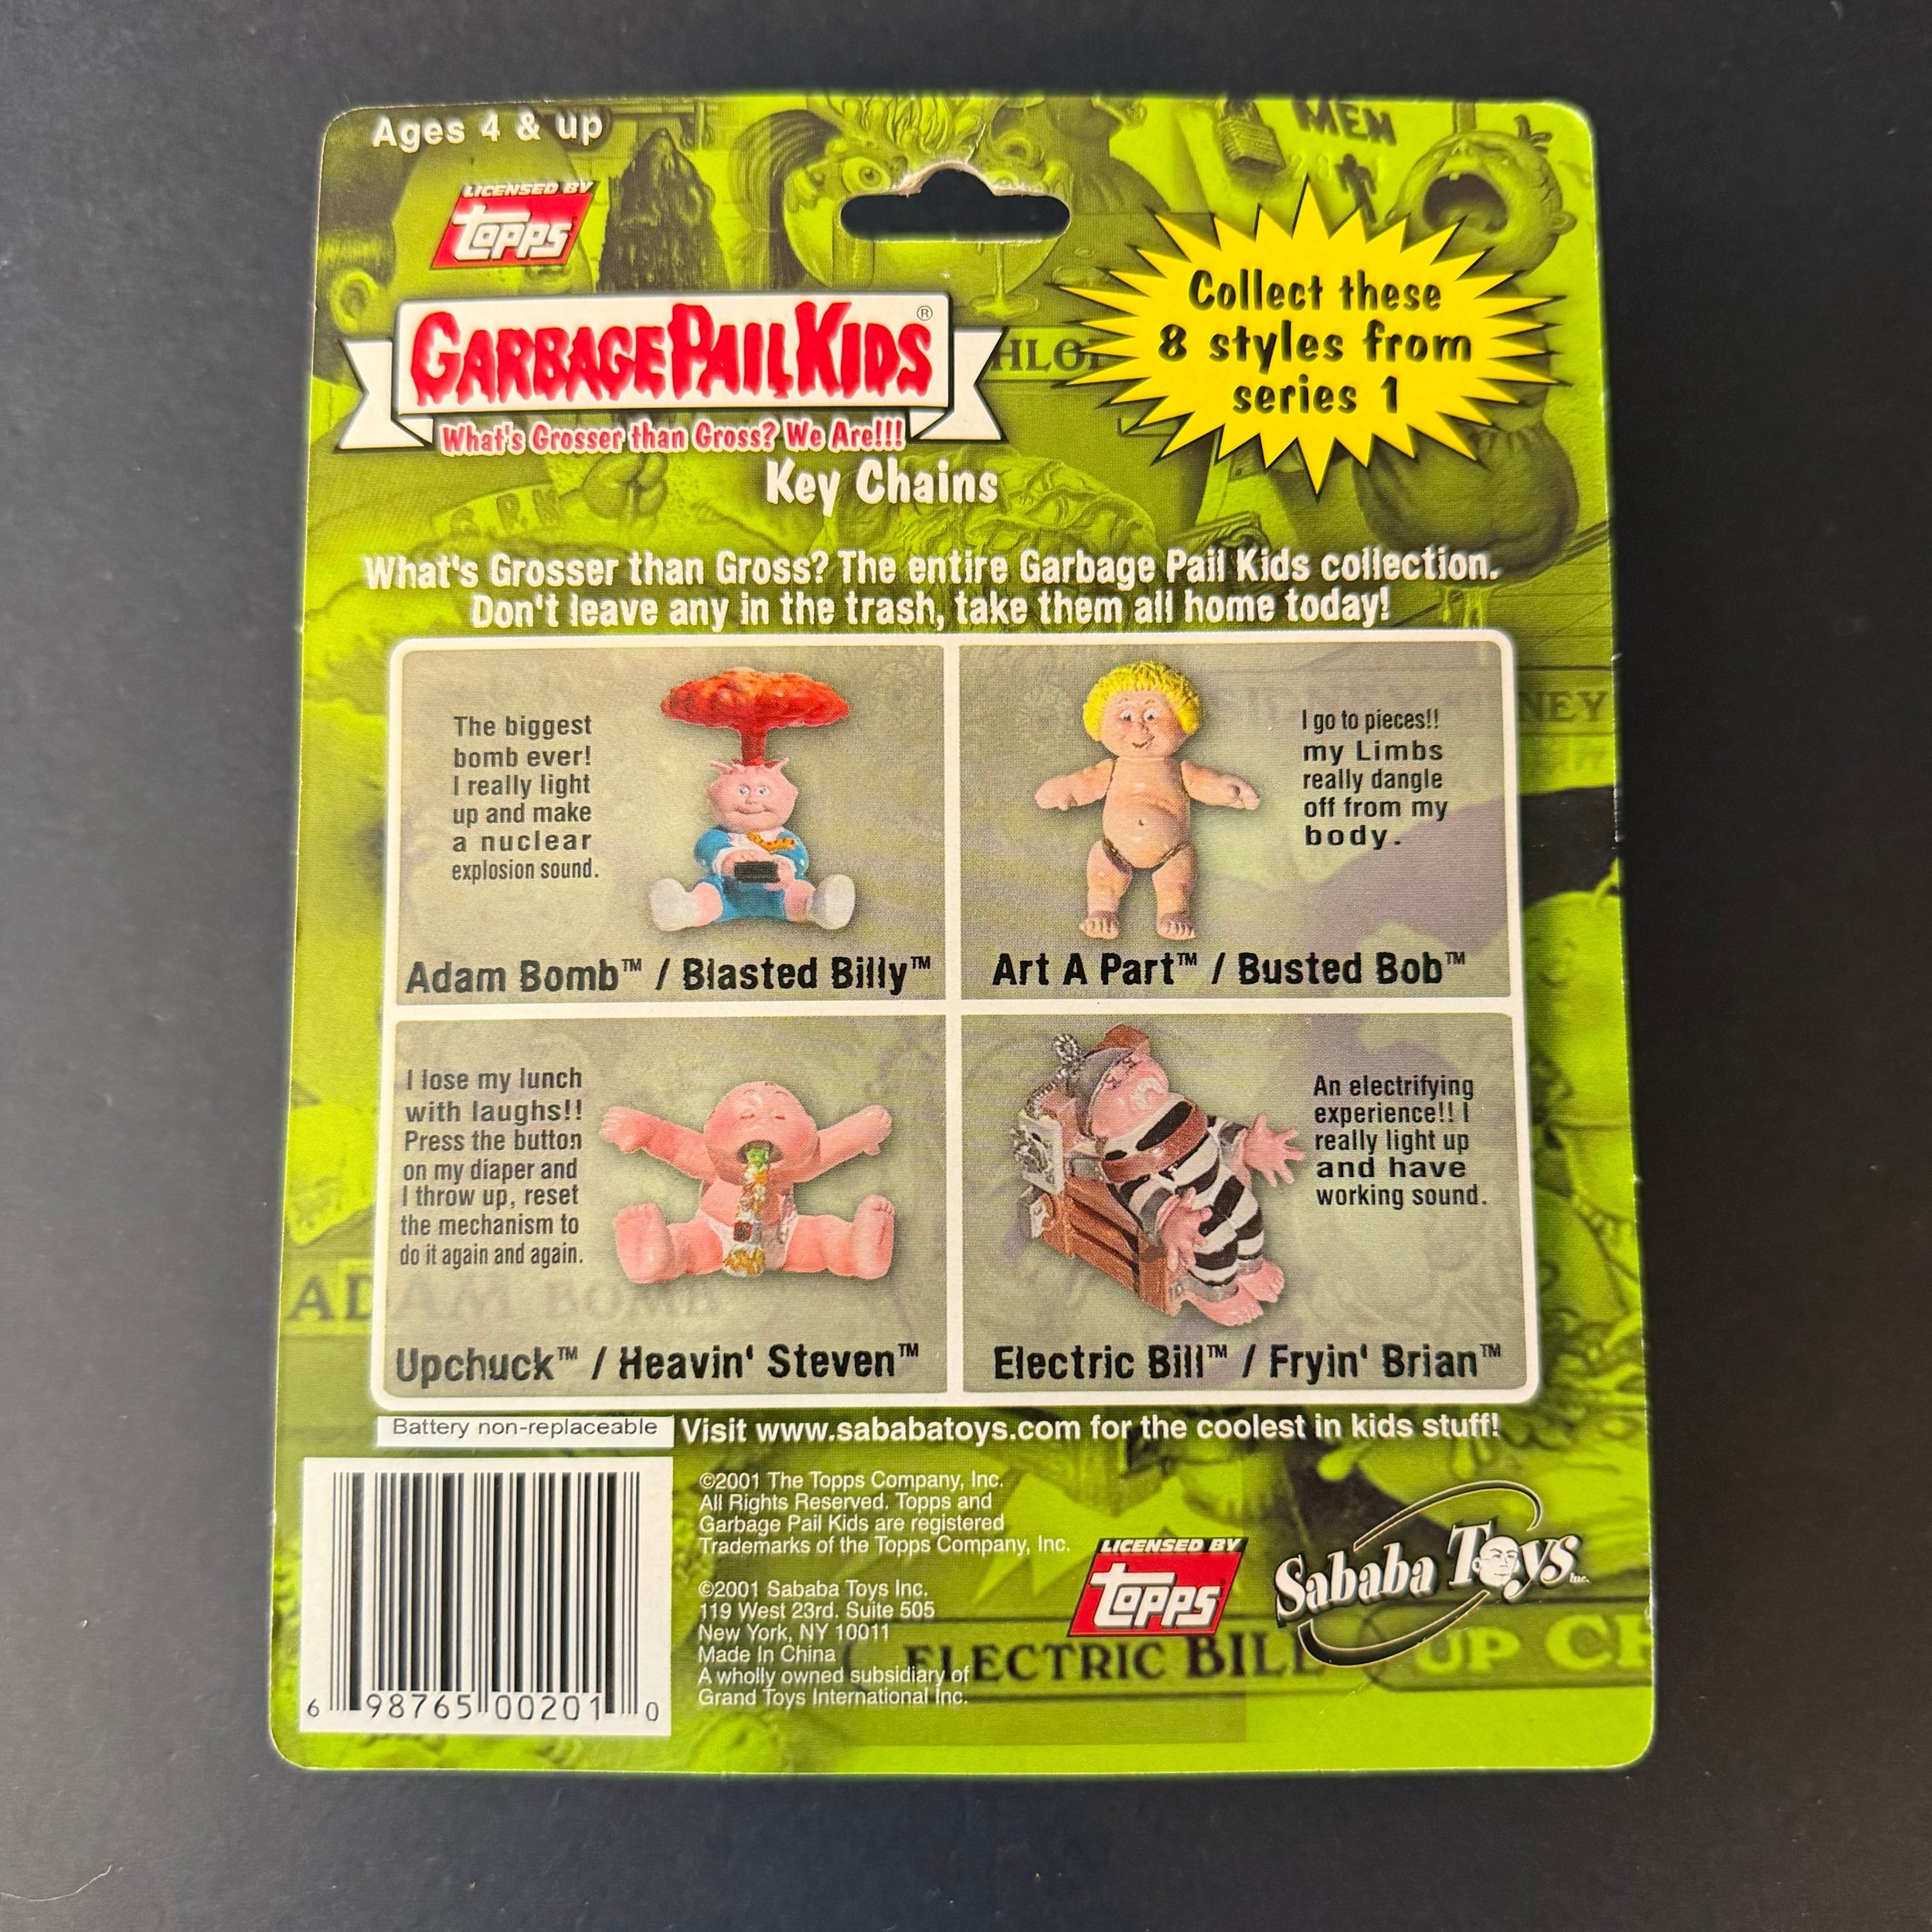 Ages 4 & up
LICENSED BY
topps
GARBAGE PAIL KIDS®
What's Grosser than Gross? We Are!!!
Key Chains
Collect these
8 styles from
series 1
MEN
What's Grosser than Gross? The entire Garbage Pail Kids collection.
Don't leave any in the trash, take them all home today!
The biggest
bomb ever!
I really light
up and make
a nuclear
explosion sound.
Adam Bomb™ / Blasted Billy™
I go to pieces!!
my Limbs
really dangle
off from my
body.
Art A Part™ / Busted Bob™
I lose my lunch
with laughs!!
Press the button
on my diaper and
I throw up, reset
the mechanism to
do it again and again.
ADAM BOMB
Upchuck™ / Heavin' Steven™
An electrifying
experience!! I
really light up
and have
working sound.
Electric Bill™ / Fryin' Brian™
Battery non-replaceable
Visit www.sababatoys.com for the coolest in kids stuff!
6 98765 00201 0
©2001 The Topps Company, Inc.
All Rights Reserved. Topps and
Garbage Pail Kids are registered
Trademarks of the Topps Company, Inc.
©2001 Sababa Toys Inc.
119 West 23rd. Suite 505
New York, NY 10011
Made In China
A wholly owned subsidiary of
Grand Toys International Inc.
LICENSED BY
topps
Sababa Toys Inc.
ELECTRIC BILL
UP CH